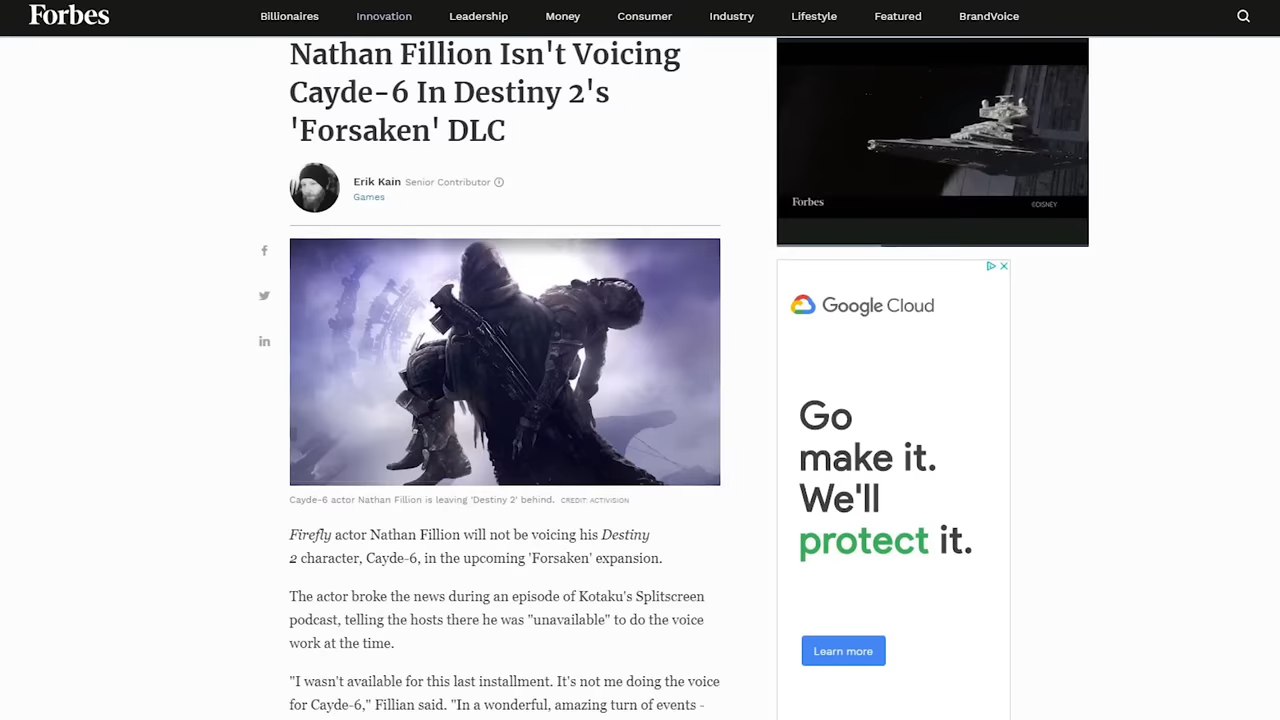 Forbes
Billionaires
Innovation
Leadership
Money
Consumer
Industry
Lifestyle
Featured
BrandVoice
Nathan Fillion Isn't Voicing
Cayde-6 In Destiny 2's
'Forsaken' DLC
Erik Kain Senior Contributor
Games
Cayde-6 actor Nathan Fillion is leaving 'Destiny 2' behind. CREDIT: ACTIVISION
Firefly actor Nathan Fillion will not be voicing his Destiny
2 character, Cayde-6, in the upcoming 'Forsaken' expansion.
The actor broke the news during an episode of Kotaku's Splitscreen
podcast, telling the hosts there he was "unavailable" to do the voice
work at the time.
"I wasn't available for this last installment. It's not me doing the voice
for Cayde-6," Fillian said. "In a wonderful, amazing turn of events -
Forbes
©DISNEY
Google Cloud
Go
make it.
We'll
protect it.
Learn more